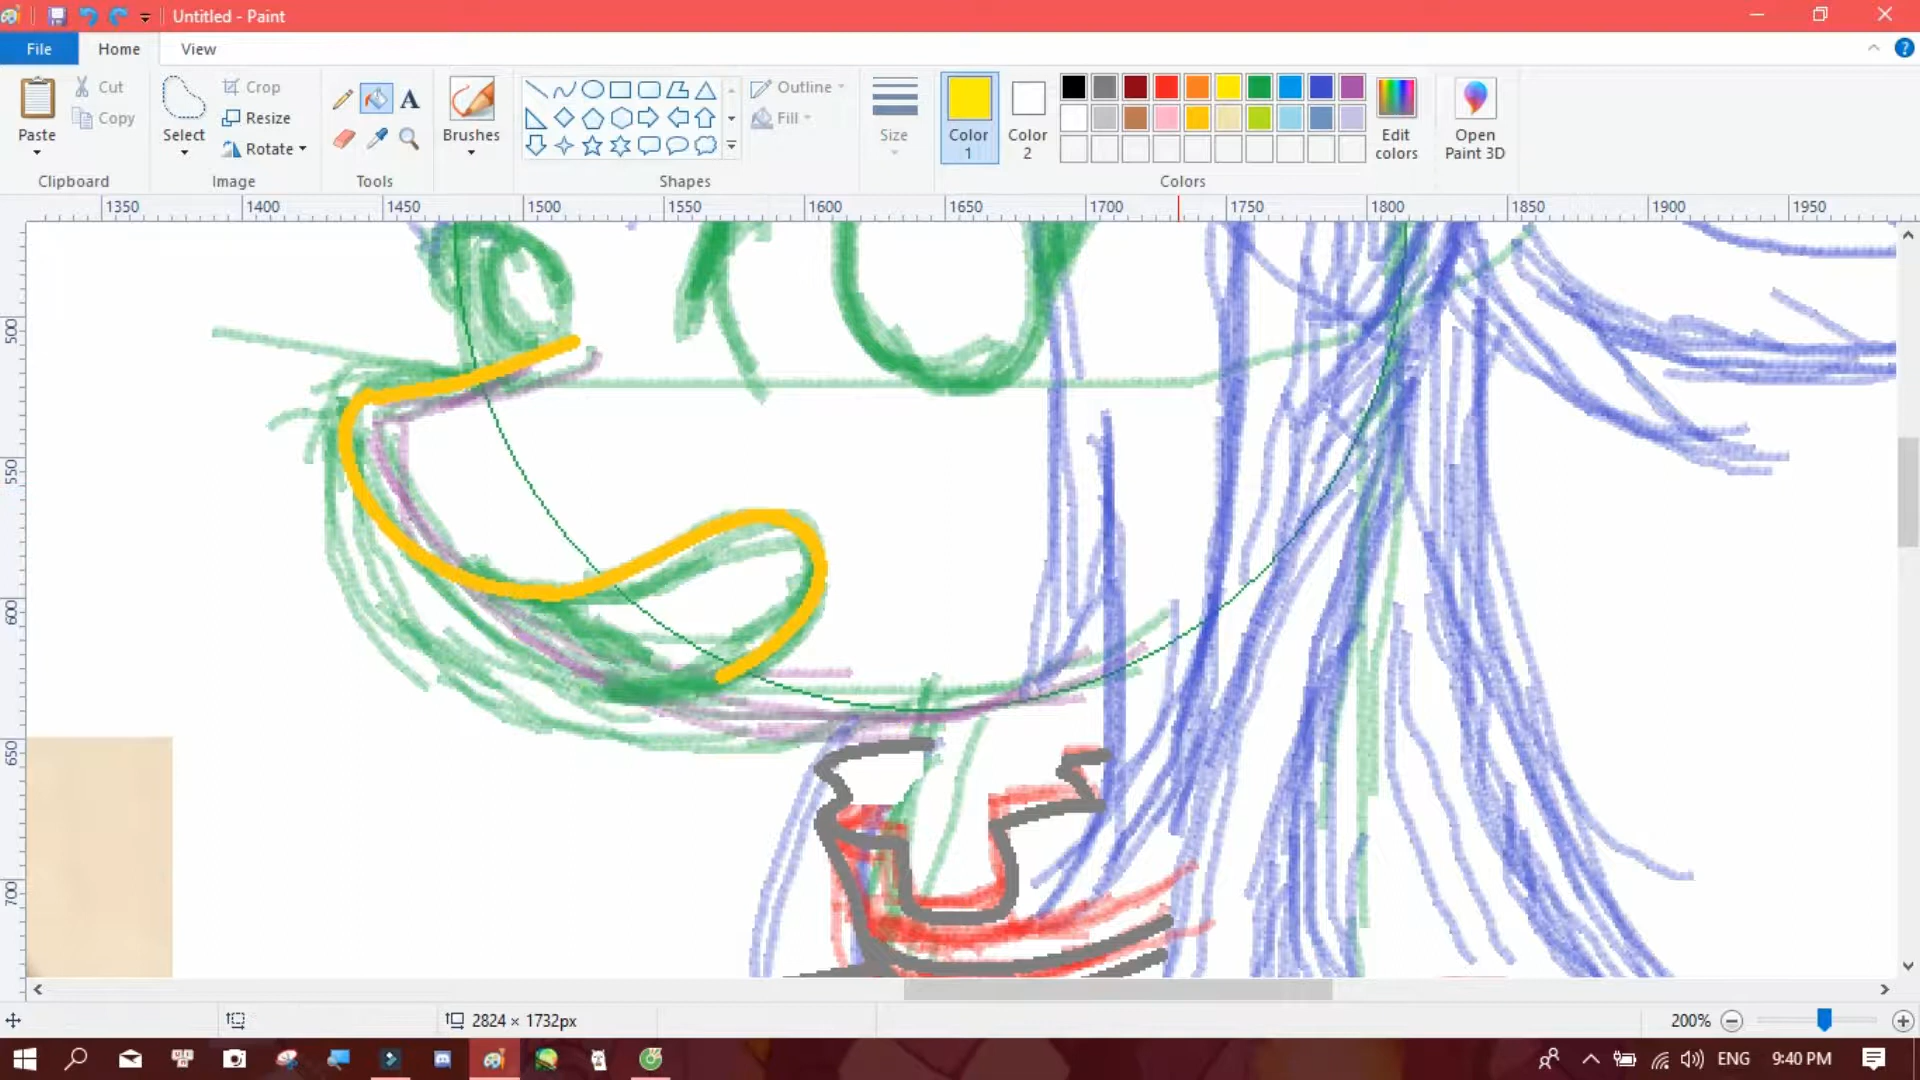 Untitled - Paint
File Home View
Paste
Cut
Copy
Clipboard
Select
Crop
Resize
Rotate
Image
A
Tools
Brushes
Shapes
Outline
Fill
Size
Color 1
Color 2
Edit colors
Colors
Open Paint 3D
1350 1400 1450 1500 1550 1600 1650 1700 1750 1800 1850 1900 1950
500
550
600
650
700
2824 × 1732px
200%
ENG
9:40 PM